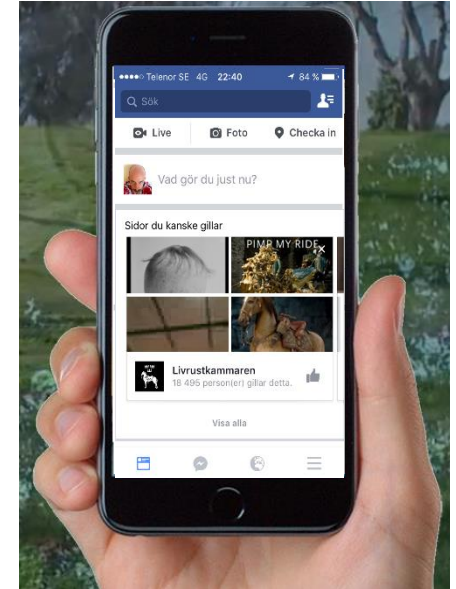 Telenor SE 4G 22:40 84 %
Sök
Live Foto Checka in
Vad gör du just nu?
Sidor du kanske gillar
PIMP MY RIDE
Livrustkammaren
18 495 person(er) gillar detta.
Visa alla